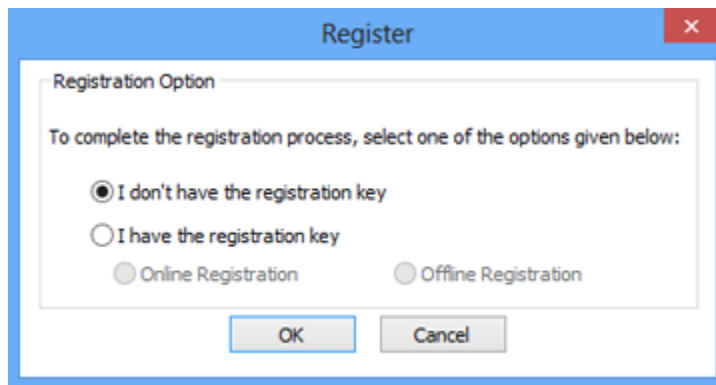 Register
Registration Option
To complete the registration process, select one of the options given below:
I don't have the registration key
I have the registration key
Online Registration Offline Registration
OK Cancel